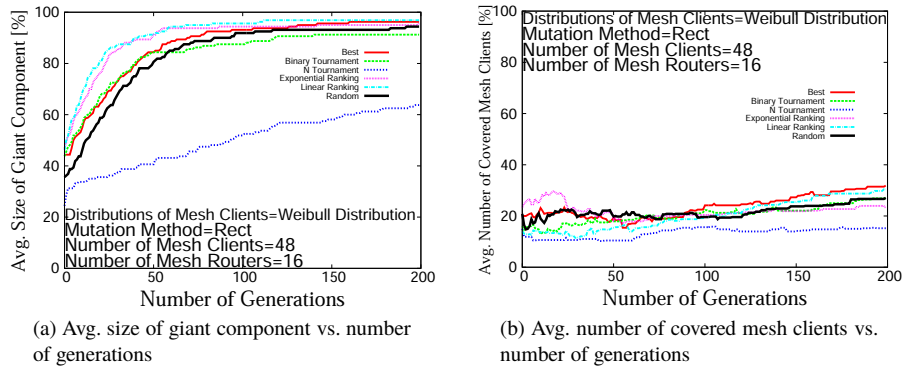 Avg. Size of Giant Component [%]
100
80
60
40
20
0
0
50
100
150
200
Best
Binary Tournament
N Tournament
Exponential Ranking
Linear Ranking
Random
Distributions of Mesh Clients=Weibull Distribution
Mutation Method=Rect
Number of Mesh Clients=48
Number of Mesh Routers=16
Number of Generations
(a) Avg. size of giant component vs. number
of generations
Avg. Number of Covered Mesh Clients [%]
100
80
60
40
20
0
0
50
100
150
200
Distributions of Mesh Clients=Weibull Distribution
Mutation Method=Rect
Number of Mesh Clients=48
Number of Mesh Routers=16
Best
Binary Tournament
N Tournament
Exponential Ranking
Linear Ranking
Random
Number of Generations
(b) Avg. number of covered mesh clients vs.
number of generations